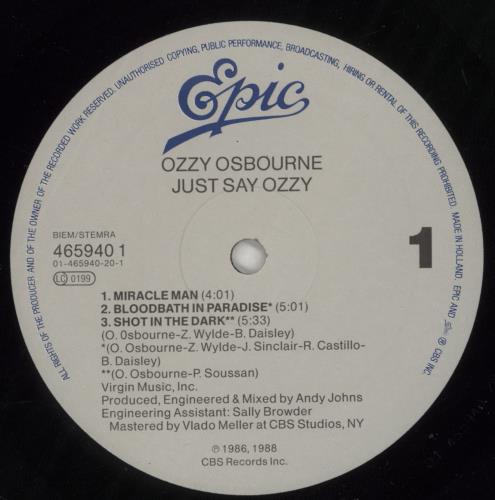 ALL RIGHTS OF THE PRODUCER AND OF THE OWNER OF THE RECORDED WORK RESERVED. UNAUTHORISED COPYING, PUBLIC PERFORMANCE, BROADCASTING, HIRING OR RENTAL OF THIS RECORDING PROHIBITED. MADE IN HOLLAND. EPIC AND
℗ CBS INC.
Epic
OZZY OSBOURNE
JUST SAY OZZY
BIEM/STEMRA
465940 1
01-465940-20-1
LC 0199
1
1. MIRACLE MAN (4:01)
2. BLOODBATH IN PARADISE* (5:01)
3. SHOT IN THE DARK** (5:33)
(O. Osbourne-Z. Wylde-B. Daisley)
*(O. Osbourne-Z. Wylde-J. Sinclair-R. Castillo-
B. Daisley)
**(O. Osbourne-P. Soussan)
Virgin Music, Inc.
Produced, Engineered & Mixed by Andy Johns
Engineering Assistant: Sally Browder
Mastered by Vlado Meller at CBS Studios, NY
℗ 1986, 1988
CBS Records Inc.